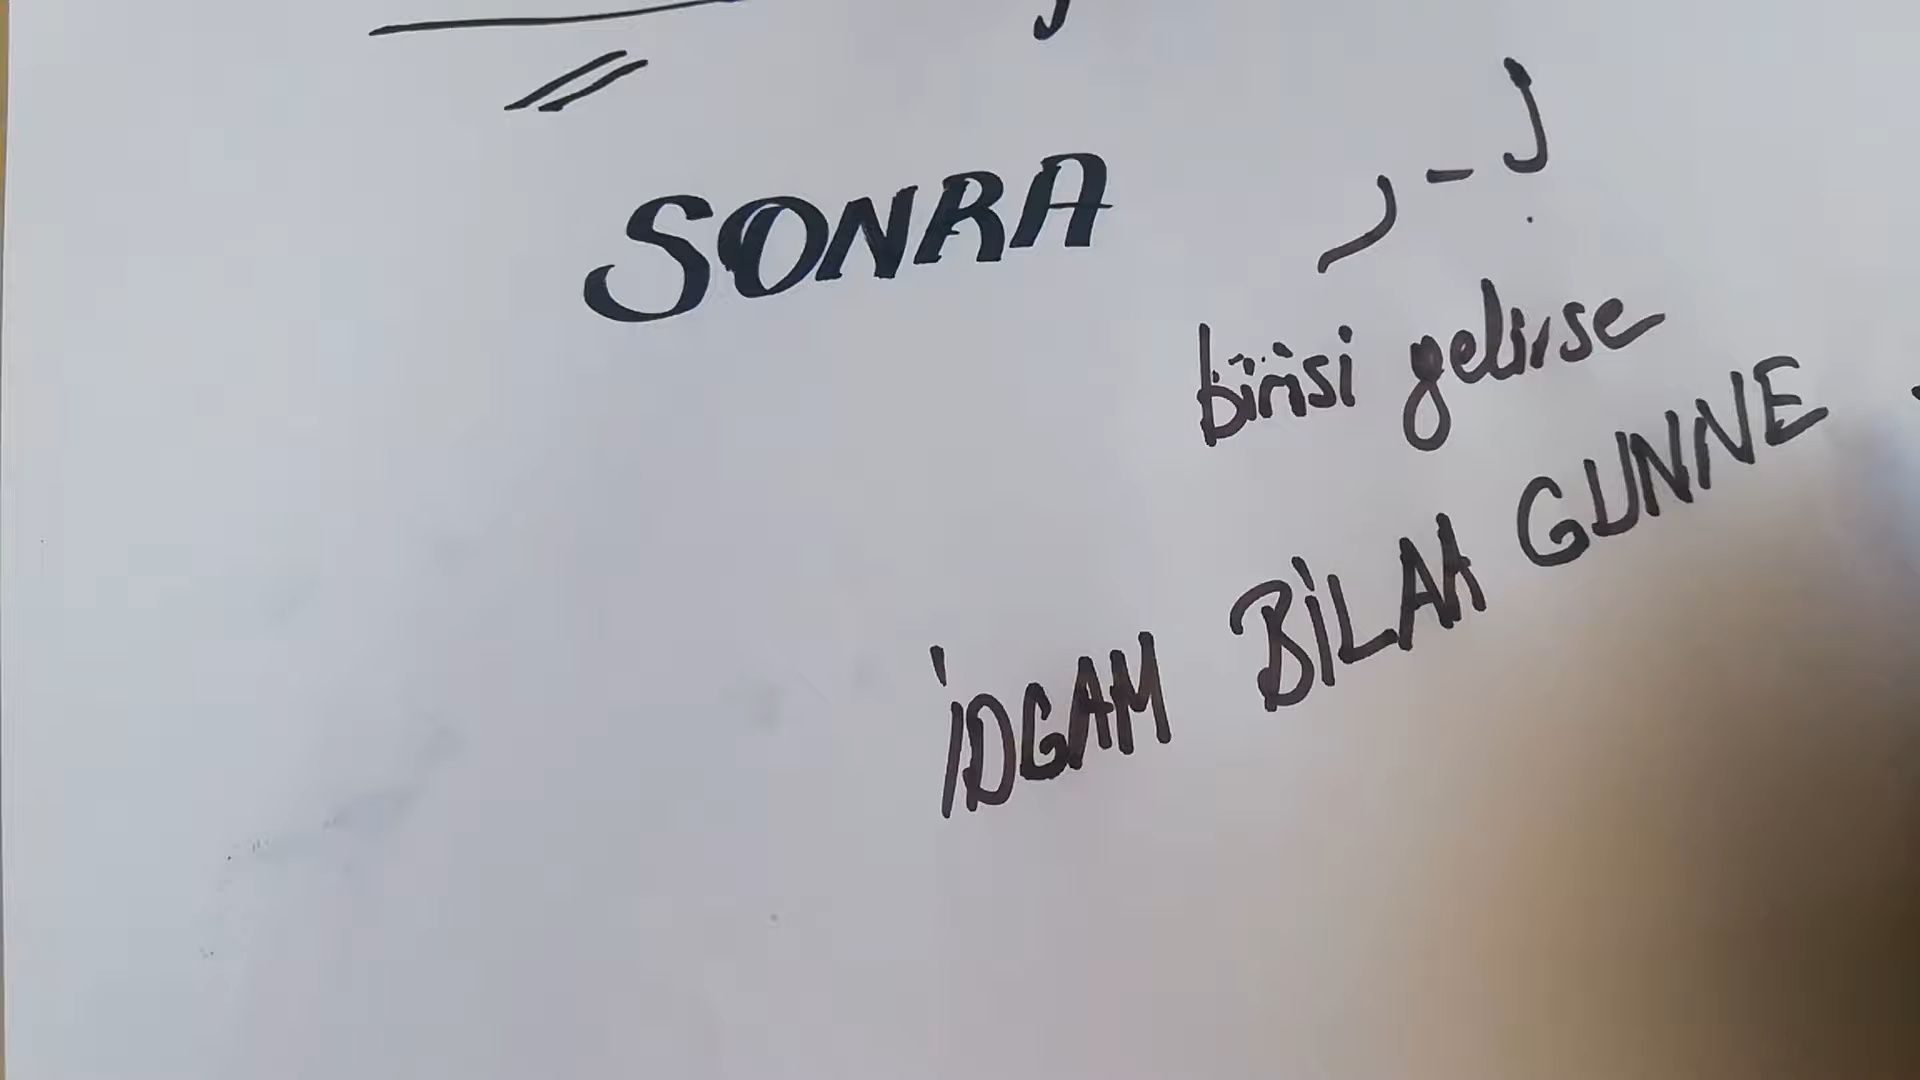 SONRA
ل - ر
birisi gelirse
İDGAM BİLAA GUNNE